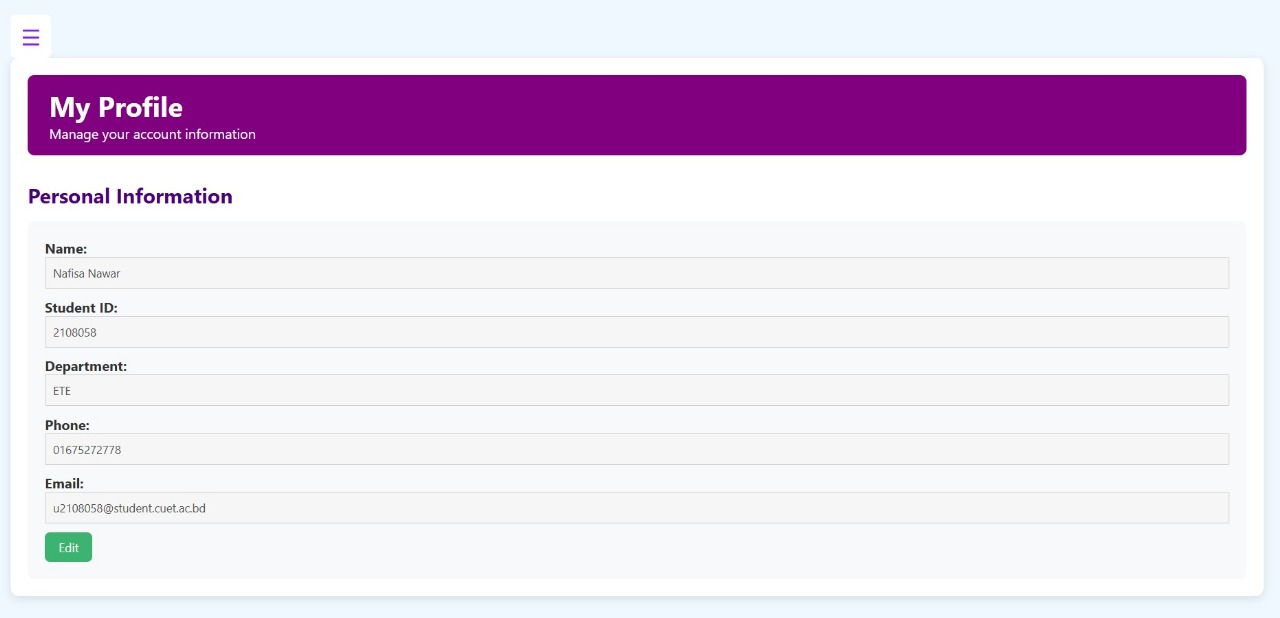 My Profile
Manage your account information
Personal Information
Name:
Nafisa Nawar
Student ID:
2108058
Department:
ETE
Phone:
01675272778
Email:
u2108058@student.cuet.ac.bd
Edit